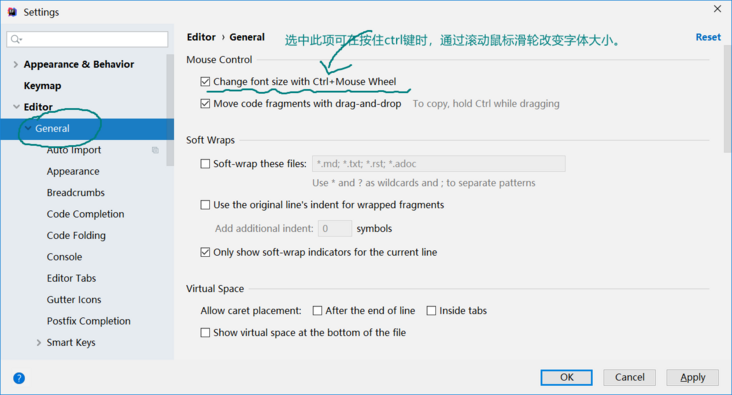 Settings
Appearance & Behavior
Keymap
Editor
General
Auto Import
Appearance
Breadcrumbs
Code Completion
Code Folding
Console
Editor Tabs
Gutter Icons
Postfix Completion
Smart Keys
Editor › General
选中此项可在按住ctrl键时，通过滚动鼠标滑轮改变字体大小。
Reset
Mouse Control
Change font size with Ctrl+Mouse Wheel
Move code fragments with drag-and-drop To copy, hold Ctrl while dragging
Soft Wraps
Soft-wrap these files: *.md; *.txt; *.rst; *.adoc
Use * and ? as wildcards and ; to separate patterns
Use the original line's indent for wrapped fragments
Add additional indent: 0 symbols
Only show soft-wrap indicators for the current line
Virtual Space
Allow caret placement: After the end of line Inside tabs
Show virtual space at the bottom of the file
?
OK Cancel Apply